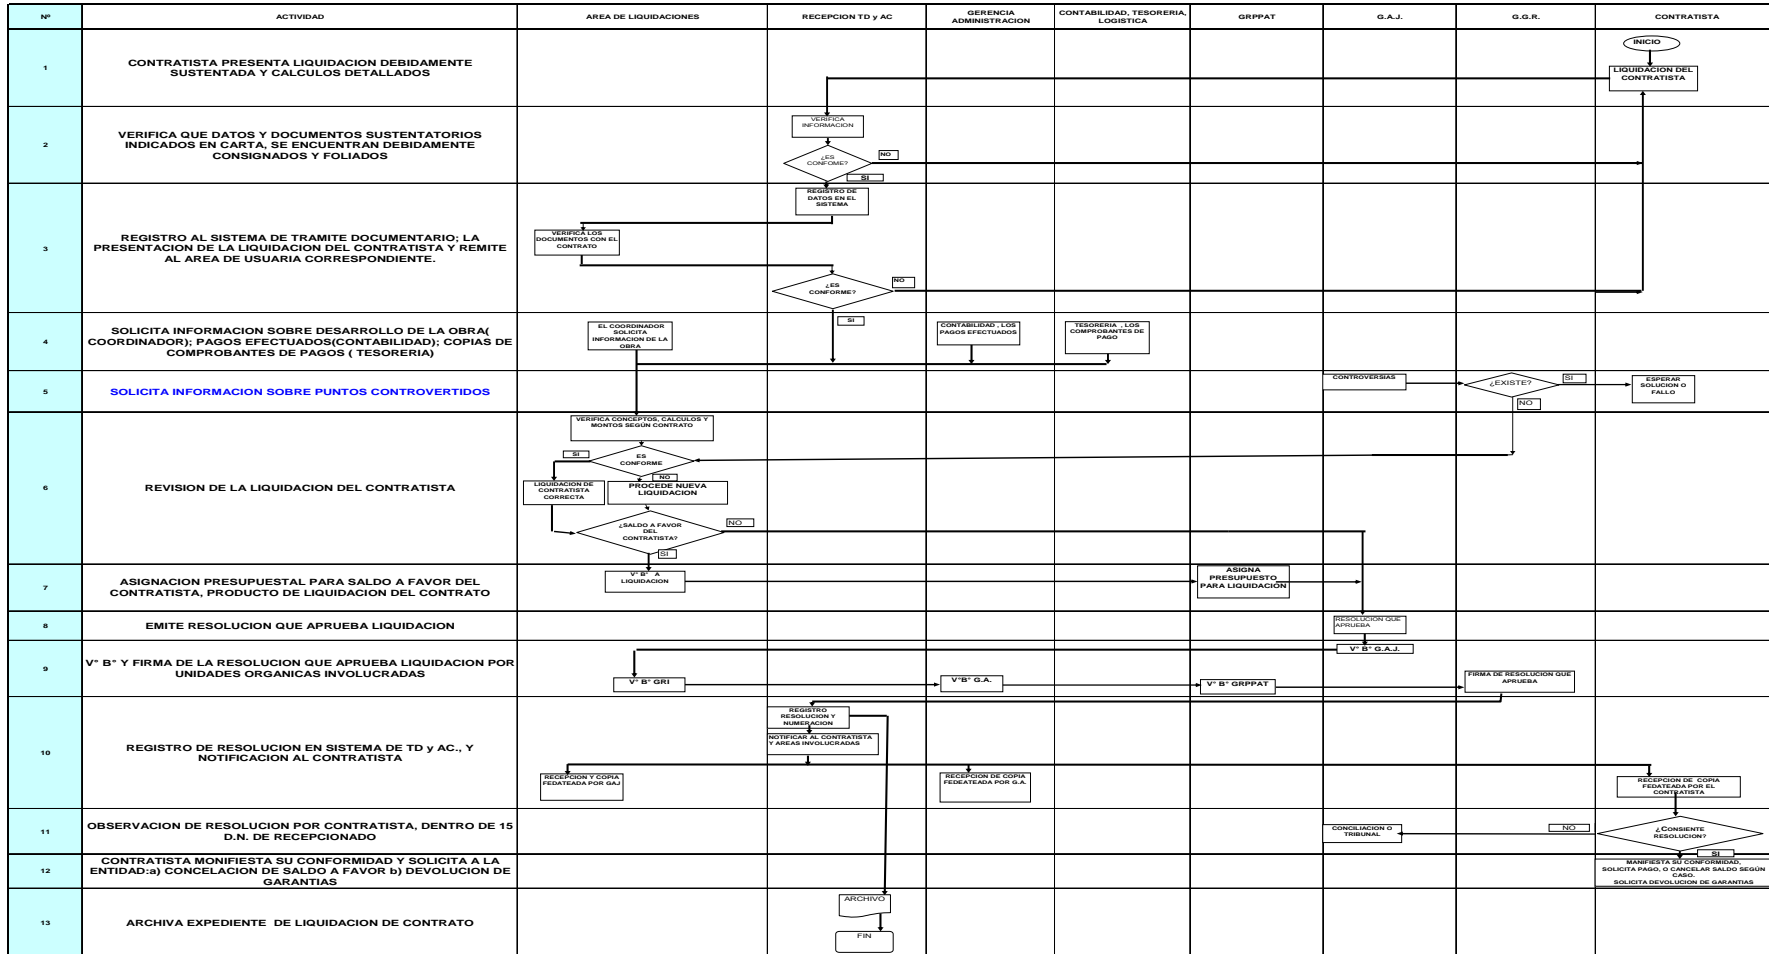 Nº
ACTIVIDAD
AREA DE LIQUIDACIONES
RECEPCION TD y AC
GERENCIA
ADMINISTRACION
CONTABILIDAD, TESORERIA,
LOGISTICA
GRPPAT
G.A.J.
G.G.R.
CONTRATISTA
1
CONTRATISTA PRESENTA LIQUIDACION DEBIDAMENTE
SUSTENTADA Y CALCULOS DETALLADOS
INICIO
LIQUIDACION DEL
CONTRATISTA
2
VERIFICA QUE DATOS Y DOCUMENTOS SUSTENTATORIOS
INDICADOS EN CARTA, SE ENCUENTRAN DEBIDAMENTE
CONSIGNADOS Y FOLIADOS
VERIFICA
INFORMACION
¿ES
CONFOME?
NO
SI
3
REGISTRO AL SISTEMA DE TRAMITE DOCUMENTARIO; LA
PRESENTACION DE LA LIQUIDACION DEL CONTRATISTA Y REMITE
AL AREA DE USUARIA CORRESPONDIENTE.
REGISTRO DE
DATOS EN EL
SISTEMA
VERIFICA LOS
DOCUMENTOS CON EL
CONTRATO
¿ES
CONFORME?
NO
4
SOLICITA INFORMACION SOBRE DESARROLLO DE LA OBRA(
COORDINADOR); PAGOS EFECTUADOS(CONTABILIDAD); COPIAS DE
COMPROBANTES DE PAGOS ( TESORERIA)
EL COORDINADOR
SOLICITA
INFORMACION DE LA
OBRA
SI
CONTABILIDAD , LOS
PAGOS EFECTUADOS
TESORERIA , LOS
COMPROBANTES DE
PAGO
5
SOLICITA INFORMACION SOBRE PUNTOS CONTROVERTIDOS
CONTROVERSIAS
¿EXISTE?
SI
NO
ESPERAR
SOLUCION O
FALLO
6
REVISION DE LA LIQUIDACION DEL CONTRATISTA
VERIFICA CONCEPTOS, CALCULOS Y
MONTOS SEGÚN CONTRATO
ES
CONFORME
SI
NO
LIQUIDACION DE
CONTRATISTA
CORRECTA
PROCEDE NUEVA
LIQUIDACION
¿SALDO A FAVOR
DEL
CONTRATISTA?
NO
SI
7
ASIGNACION PRESUPUESTAL PARA SALDO A FAVOR DEL
CONTRATISTA, PRODUCTO DE LIQUIDACION DEL CONTRATO
V° B° A
LIQUIDACION
ASIGNA
PRESUPUESTO
PARA LIQUIDACIÓN
8
EMITE RESOLUCION QUE APRUEBA LIQUIDACION
RESOLUCION QUE
APRUEBA
9
V° B° Y FIRMA DE LA RESOLUCION QUE APRUEBA LIQUIDACION POR
UNIDADES ORGANICAS INVOLUCRADAS
V° B° G.A.J.
V° B° GRI
V°B° G.A.
V° B° GRPPAT
FIRMA DE RESOLUCION QUE
APRUEBA
10
REGISTRO DE RESOLUCION EN SISTEMA DE TD y AC., Y
NOTIFICACION AL CONTRATISTA
REGISTRO
RESOLUCION Y
NUMERACION
NOTIFICAR AL CONTRATISTA
Y AREAS INVOLUCRADAS
RECEPCION Y COPIA
FEDATEADA POR GAJ
RECEPCION DE COPIA
FEDEATEADA POR G.A.
RECEPCION DE COPIA
FEDATEADA POR EL
CONTRATISTA
11
OBSERVACION DE RESOLUCION POR CONTRATISTA, DENTRO DE 15
D.N. DE RECEPCIONADO
CONCILIACION O
TRIBUNAL
NO
¿CONSIENTE
RESOLUCION?
SI
12
CONTRATISTA MONIFIESTA SU CONFORMIDAD Y SOLICITA A LA
ENTIDAD:a) CONCELACION DE SALDO A FAVOR b) DEVOLUCION DE
GARANTIAS
MANIFIESTA SU CONFORMIDAD,
SOLICITA PAGO, O CANCELAR SALDO SEGÚN
CASO.
SOLICITA DEVOLUCION DE GARANTIAS
13
ARCHIVA EXPEDIENTE DE LIQUIDACION DE CONTRATO
ARCHIVO
FIN